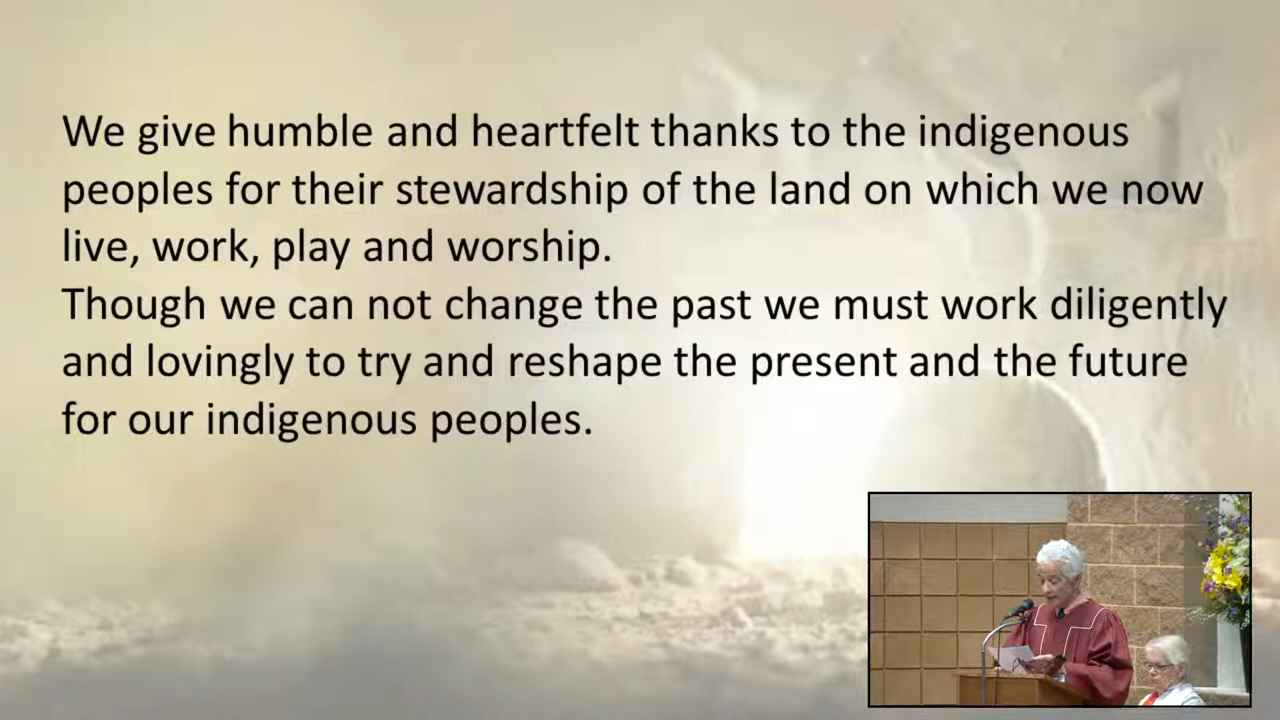 We give humble and heartfelt thanks to the indigenous
peoples for their stewardship of the land on which we now
live, work, play and worship.
Though we can not change the past we must work diligently
and lovingly to try and reshape the present and the future
for our indigenous peoples.